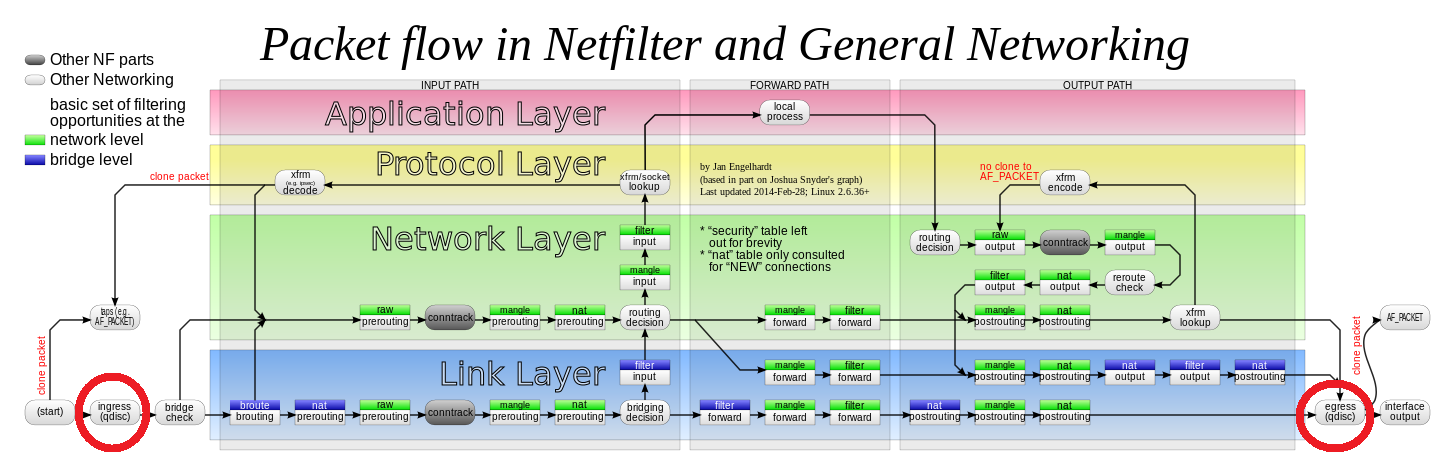 Packet flow in Netfilter and General Networking
Other NF parts
Other Networking
basic set of filtering
opportunities at the
network level
bridge level
INPUT PATH
FORWARD PATH
OUTPUT PATH
Application Layer
local
process
Protocol Layer
clone packet
xfrm
(e.g. ipsec)
decode
xfrm/socket
lookup
by Jan Engelhardt
(based in part on Joshua Snyder's graph)
Last updated 2014-Feb-28; Linux 2.6.36+
no clone to
AF_PACKET
xfrm
encode
Network Layer
filter
input
mangle
input
* “security” table left
out for brevity
* “nat” table only consulted
for “NEW” connections
routing
decision
raw
output
conntrack
mangle
output
filter
output
nat
output
reroute
check
taps (e.g.
AF_PACKET)
raw
prerouting
conntrack
mangle
prerouting
nat
prerouting
routing
decision
mangle
forward
filter
forward
mangle
postrouting
nat
postrouting
xfrm
lookup
AF_PACKET
clone packet
clone packet
Link Layer
filter
input
mangle
forward
filter
forward
mangle
postrouting
nat
postrouting
nat
output
filter
output
nat
postrouting
(start)
ingress
(qdisc)
bridge
check
broute
brouting
nat
prerouting
raw
prerouting
conntrack
mangle
prerouting
nat
prerouting
bridging
decision
filter
forward
mangle
forward
filter
forward
nat
postrouting
mangle
postrouting
nat
postrouting
egress
(qdisc)
interface
output